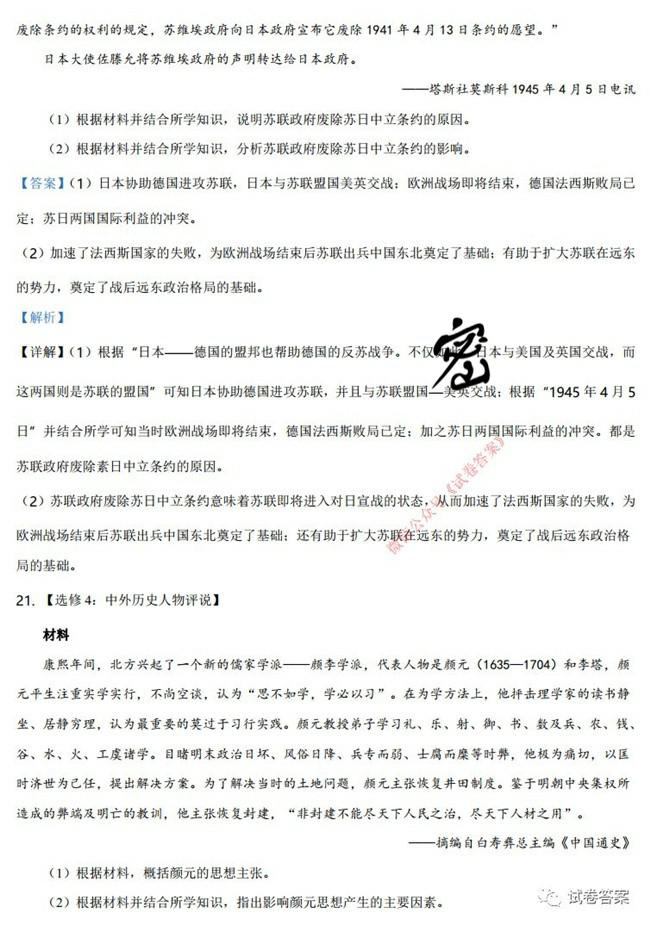 废除条约的权利的规定，苏维埃政府向日本政府宣布它废除 1941 年 4 月 13 日条约的愿望。”
日本大使佐藤允将苏维埃政府的声明转达给日本政府。
——塔斯社莫斯科 1945 年 4 月 5 日电讯
（1）根据材料并结合所学知识，说明苏联政府废除苏日中立条约的原因。
（2）根据材料并结合所学知识，分析苏联政府废除苏日中立条约的影响。
【答案】（1）日本协助德国进攻苏联，日本与苏联盟国美英交战；欧洲战场即将结束，德国法西斯败局已
定；苏日两国国际利益的冲突。
（2）加速了法西斯国家的失败，为欧洲战场结束后苏联出兵中国东北奠定了基础；有助于扩大苏联在远东
的势力，奠定了战后远东政治格局的基础。
【解析】
【详解】（1）根据“日本——德国的盟邦也帮助德国的反苏战争。不仅如此，日本与美国及英国交战，而
这两国则是苏联的盟国”可知日本协助德国进攻苏联，并且与苏联盟国—美英交战；根据“1945 年 4 月 5
日”并结合所学可知当时欧洲战场即将结束，德国法西斯败局已定；加之苏日两国国际利益的冲突。都是
苏联政府废除素日中立条约的原因。
（2）苏联政府废除苏日中立条约意味着苏联即将进入对日宣战的状态，从而加速了法西斯国家的失败，为
欧洲战场结束后苏联出兵中国东北奠定了基础；还有助于扩大苏联在远东的势力，奠定了战后远东政治格
局的基础。
密
微信公众号《试卷答案》
21. 【选修 4：中外历史人物评说】
材料
康熙年间，北方兴起了一个新的儒家学派——颜李学派，代表人物是颜元（1635—1704）和李塨，颜
元平生注重实学实行，不尚空谈，认为“思不如学，学必以习”。在为学方法上，他抨击理学家的读书静
坐、居静穷理，认为最重要的莫过于习行实践。颜元教授弟子学习礼、乐、射、御、书、数及兵、农、钱、
谷、水、火、工虞诸学。目睹明末政治日坏、风俗日降、兵专而弱、士腐而靡等时弊，他极为痛切，以匡
时济世为己任，提出解决方案。为了解决当时的土地问题，颜元主张恢复井田制度。鉴于明朝中央集权所
造成的弊端及明亡的教训，他主张恢复封建，“非封建不能尽天下人民之治，尽天下人材之用”。
——摘编自白寿彝总主编《中国通史》
（1）根据材料，概括颜元的思想主张。
（2）根据材料并结合所学知识，指出影响颜元思想产生的主要因素。
试卷答案